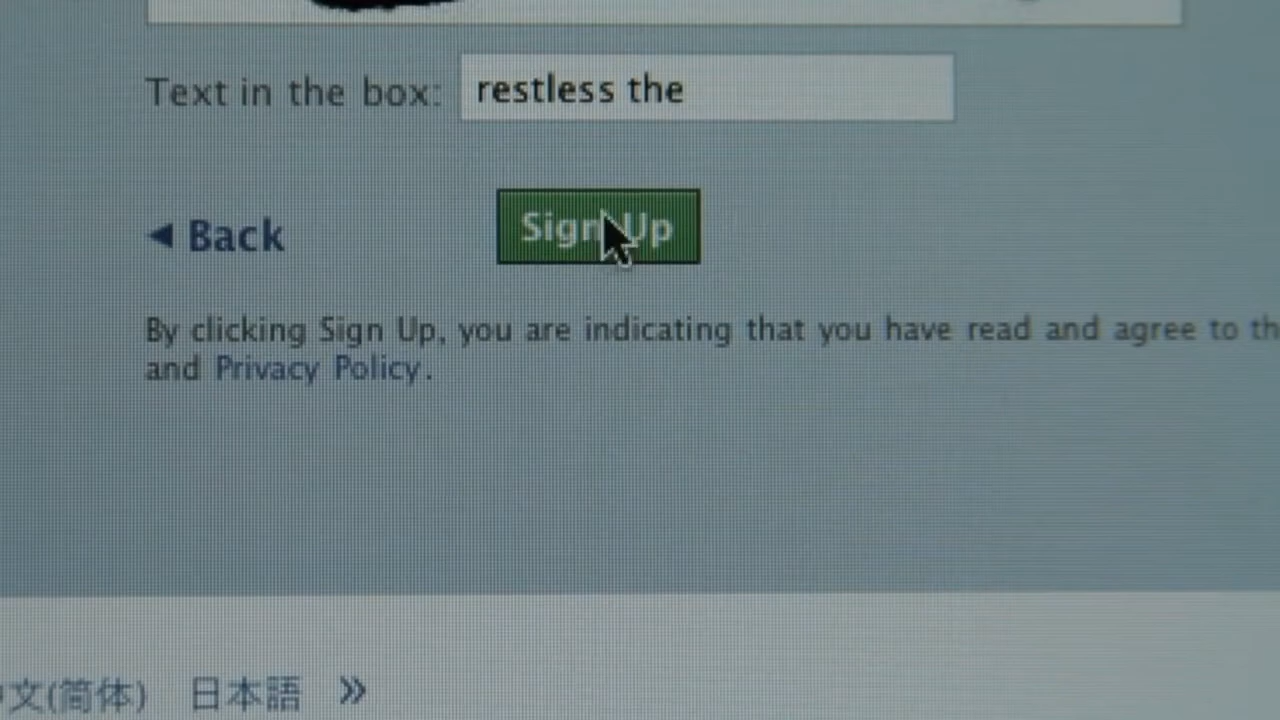 Text in the box: restless the
◀ Back
Sign Up
By clicking Sign Up, you are indicating that you have read and agree to
and Privacy Policy.
文(简体) 日本語 »